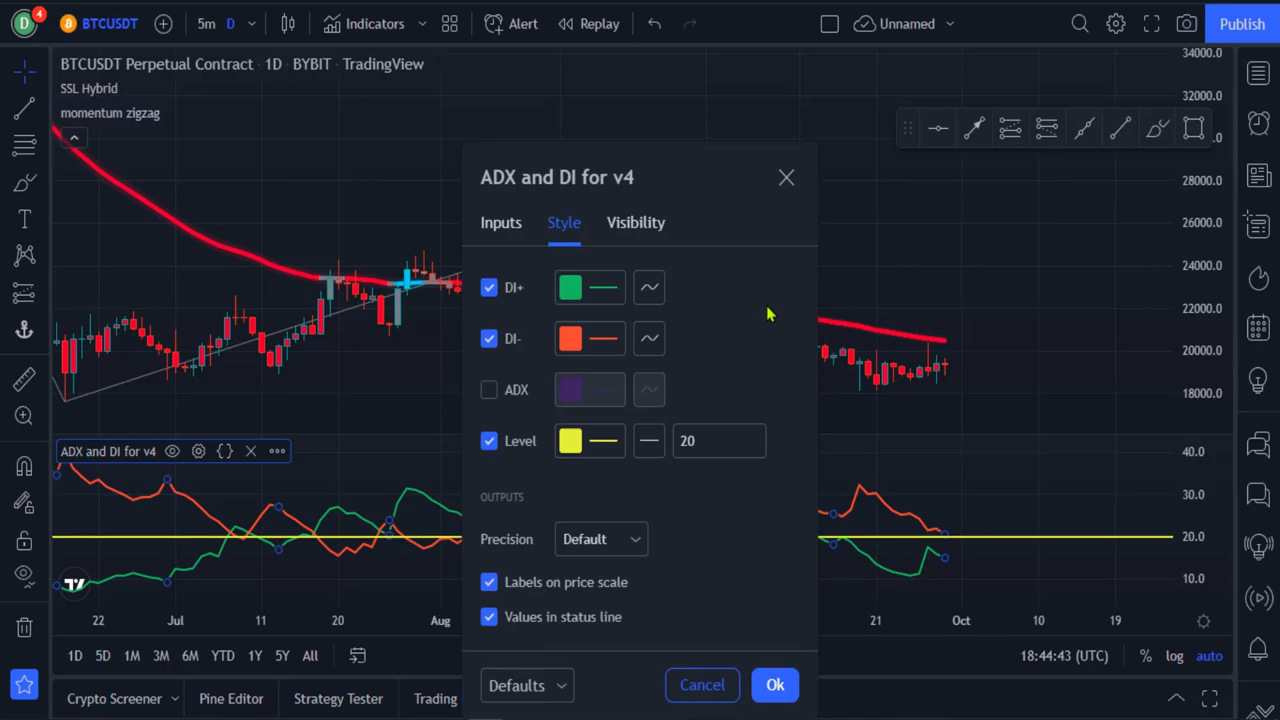 D 4 BTCUSDT 5m D Indicators Alert Replay Unnamed Publish
BTCUSDT Perpetual Contract · 1D · BYBIT · TradingView
SSL Hybrid
momentum zigzag
34000.0
32000.0
28000.0
26000.0
24000.0
22000.0
20000.0
18000.0
ADX and DI for v4
Inputs Style Visibility
DI+
DI-
ADX
Level 20
OUTPUTS
Precision Default
Labels on price scale
Values in status line
Defaults Cancel Ok
ADX and DI for v4
40.0
30.0
20.0
10.0
22 Jul 11 20 Aug 21 Oct 10 19
1D 5D 1M 3M 6M YTD 1Y 5Y All 18:44:43 (UTC) % log auto
Crypto Screener Pine Editor Strategy Tester Trading